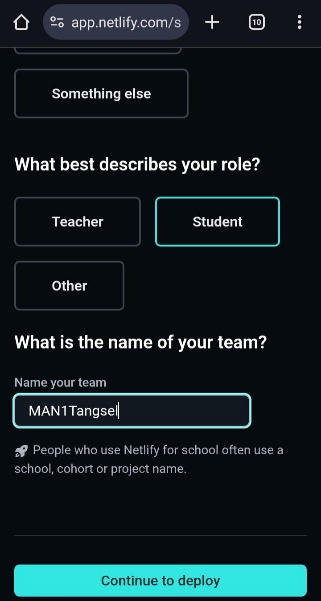 app.netlify.com/s
10
Something else
What best describes your role?
Teacher
Student
Other
What is the name of your team?
Name your team
MAN1Tangsel
People who use Netlify for school often use a
school, cohort or project name.
Continue to deploy